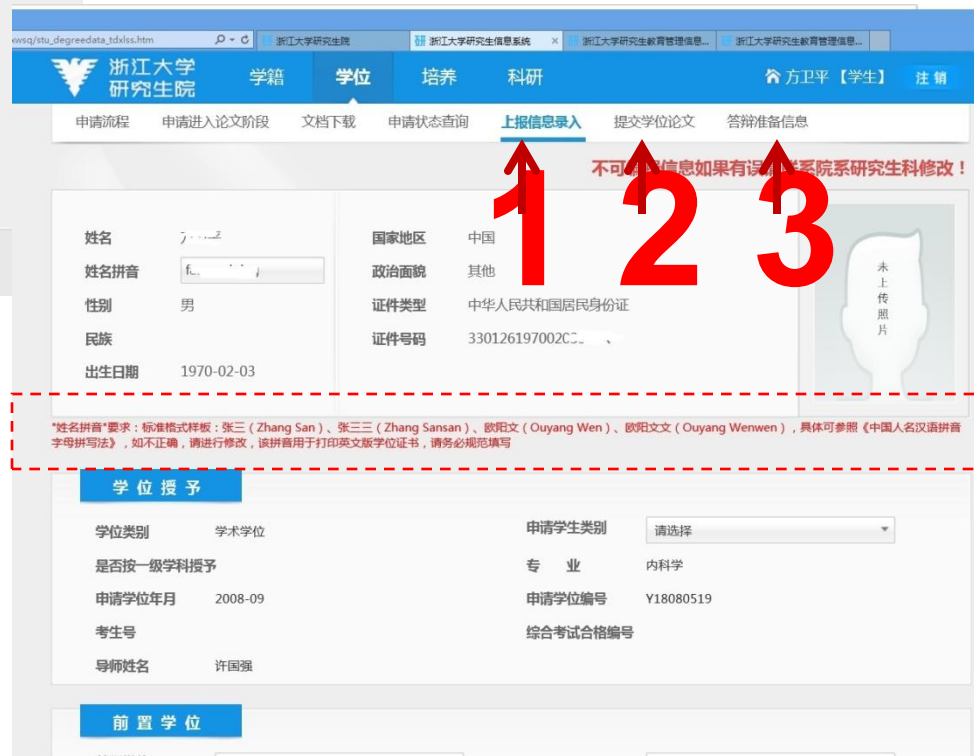 wsq/stu_degreedata_tdxlss.htm
浙江大学研究生院
浙江大学研究生信息系统 ×
浙江大学研究生教育管理信息...
浙江大学研究生教育管理信息...
浙江大学
研究生院
学籍 学位 培养 科研
方卫平【学生】 注 销
申请流程 申请进入论文阶段 文档下载 申请状态查询 上报信息录入 提交学位论文 答辩准备信息
不可 信息如果有误 系院系研究生科修改！
1 2 3
姓名
国家地区 中国
姓名拼音
政治面貌 其他
性别 男
证件类型 中华人民共和国居民身份证
民族
证件号码 3301261970020
出生日期 1970-02-03
未上传照片
"姓名拼音"要求：标准格式样板：张三（Zhang San）、张三三（Zhang Sansan）、欧阳文（Ouyang Wen）、欧阳文文（Ouyang Wenwen），具体可参照《中国人名汉语拼音
字母拼写法》，如不正确，请进行修改，该拼音用于打印英文版学位证书，请务必规范填写
学 位 授 予
学位类别 学术学位
申请学生类别 请选择
是否按一级学科授予
专 业 内科学
申请学位年月 2008-09
申请学位编号 Y18080519
考生号
综合考试合格编号
导师姓名 许国强
前 置 学 位